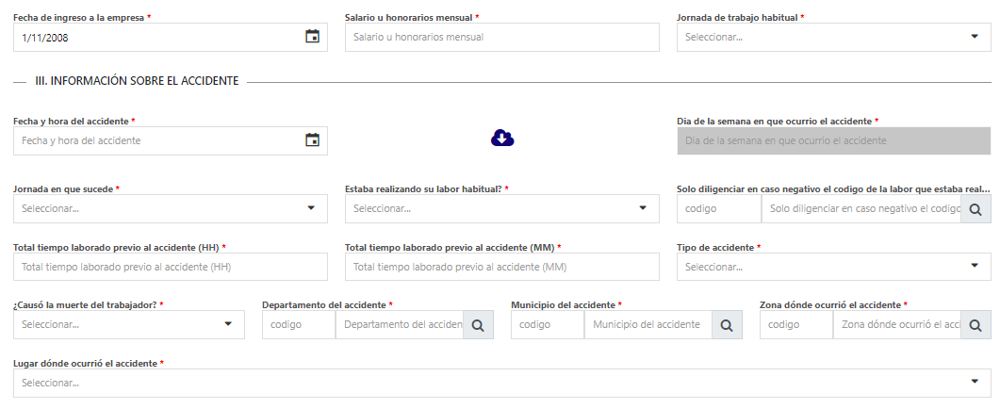 Fecha de ingreso a la empresa *
Salario u honorarios mensual *
Jornada de trabajo habitual *
1/11/2008
Salario u honorarios mensual
Seleccionar...
III. INFORMACIÓN SOBRE EL ACCIDENTE
Fecha y hora del accidente *
Dia de la semana en que ocurrio el accidente *
Fecha y hora del accidente
Dia de la semana en que ocurrio el accidente
Jornada en que sucede *
Estaba realizando su labor habitual? *
Solo diligenciar en caso negativo el codigo de la labor que estaba real...
Seleccionar...
Seleccionar...
codigo
Solo diligenciar en caso negativo el codigo
Total tiempo laborado previo al accidente (HH) *
Total tiempo laborado previo al accidente (MM) *
Tipo de accidente *
Total tiempo laborado previo al accidente (HH)
Total tiempo laborado previo al accidente (MM)
Seleccionar...
¿Causó la muerte del trabajador? *
Departamento del accidente *
Municipio del accidente *
Zona dónde ocurrió el accidente *
Seleccionar...
codigo
Departamento del acciden
codigo
Municipio del accidente
codigo
Zona dónde ocurrió el acci
Lugar dónde ocurrió el accidente *
Seleccionar...